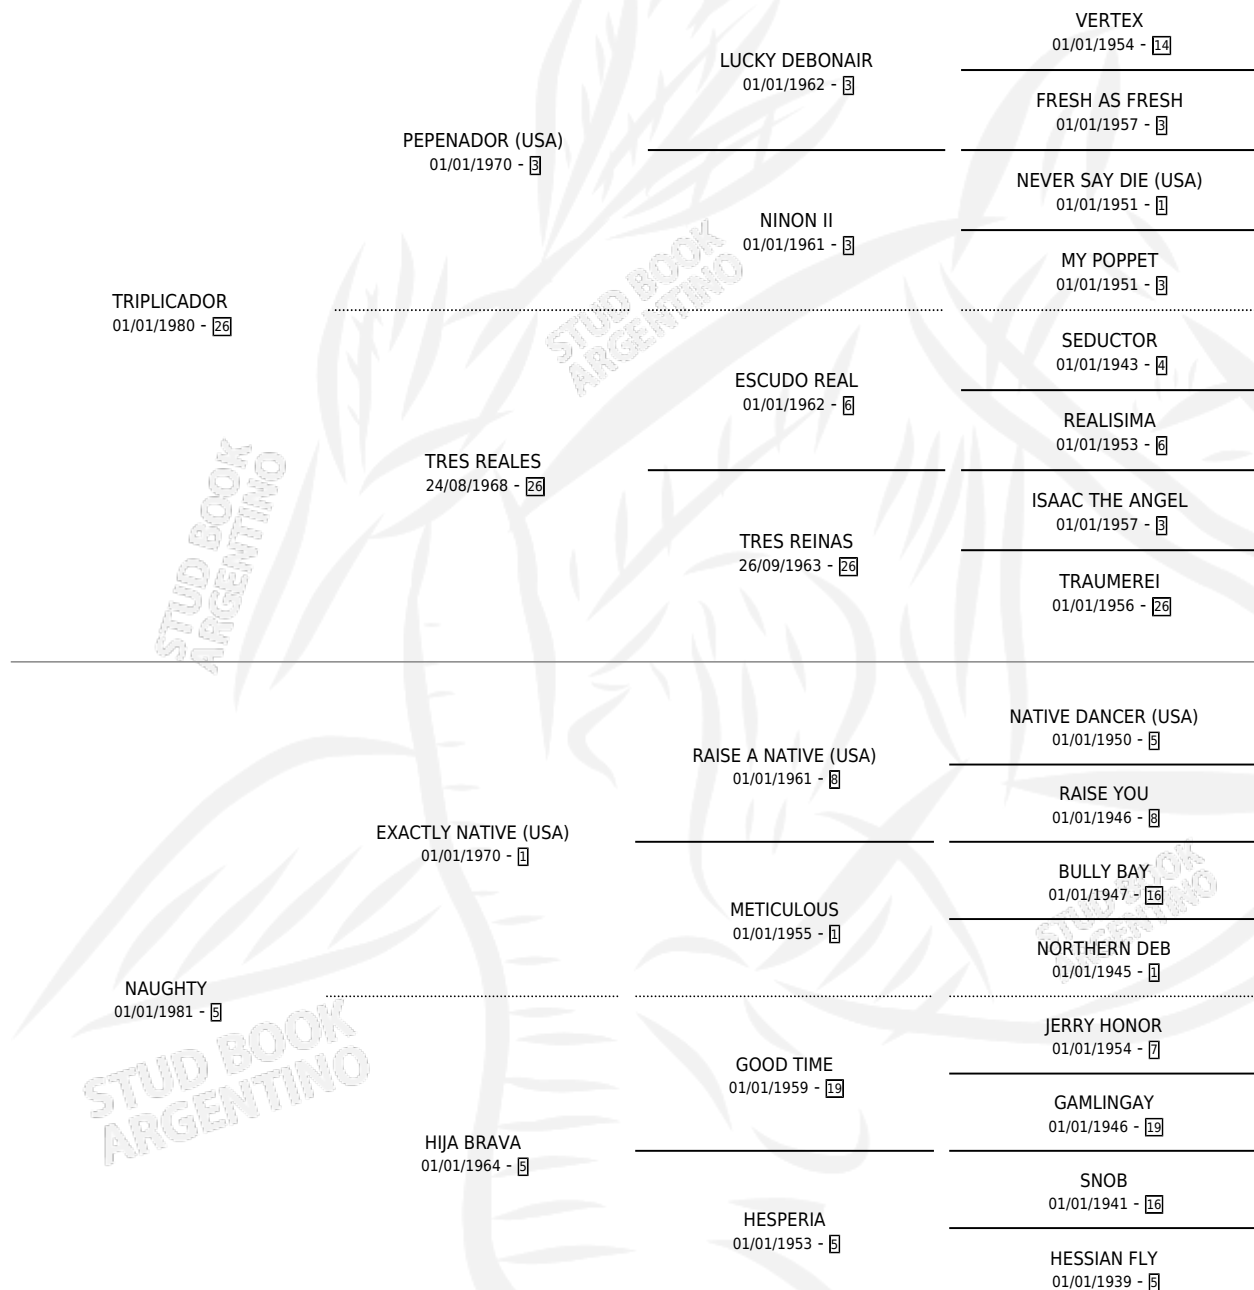 VERTEX
01/01/1954 - 14
LUCKY DEBONAIR
01/01/1962 - 3
FRESH AS FRESH
01/01/1957 - 3
PEPENADOR (USA)
01/01/1970 - 3
NEVER SAY DIE (USA)
01/01/1951 - 1
NINON II
01/01/1961 - 3
MY POPPET
01/01/1951 - 3
TRIPLICADOR
01/01/1980 - 26
SEDUCTOR
01/01/1943 - 4
ESCUDO REAL
01/01/1962 - 6
REALISIMA
01/01/1953 - 6
TRES REALES
24/08/1968 - 26
ISAAC THE ANGEL
01/01/1957 - 3
TRES REINAS
26/09/1963 - 26
TRAUMEREI
01/01/1956 - 26
NATIVE DANCER (USA)
01/01/1950 - 5
RAISE A NATIVE (USA)
01/01/1961 - 8
RAISE YOU
01/01/1946 - 8
EXACTLY NATIVE (USA)
01/01/1970 - 1
BULLY BAY
01/01/1947 - 16
METICULOUS
01/01/1955 - 1
NORTHERN DEB
01/01/1945 - 1
NAUGHTY
01/01/1981 - 5
JERRY HONOR
01/01/1954 - 7
GOOD TIME
01/01/1959 - 19
GAMLINGAY
01/01/1946 - 19
HIJA BRAVA
01/01/1964 - 5
SNOB
01/01/1941 - 16
HESPERIA
01/01/1953 - 5
HESSIAN FLY
01/01/1939 - 5
STUD BOOK
ARGENTINO
STUD BOOK
ARGENTINO
STUD BOOK
ARGENTINO
STUD BOOK
ARGENTINO